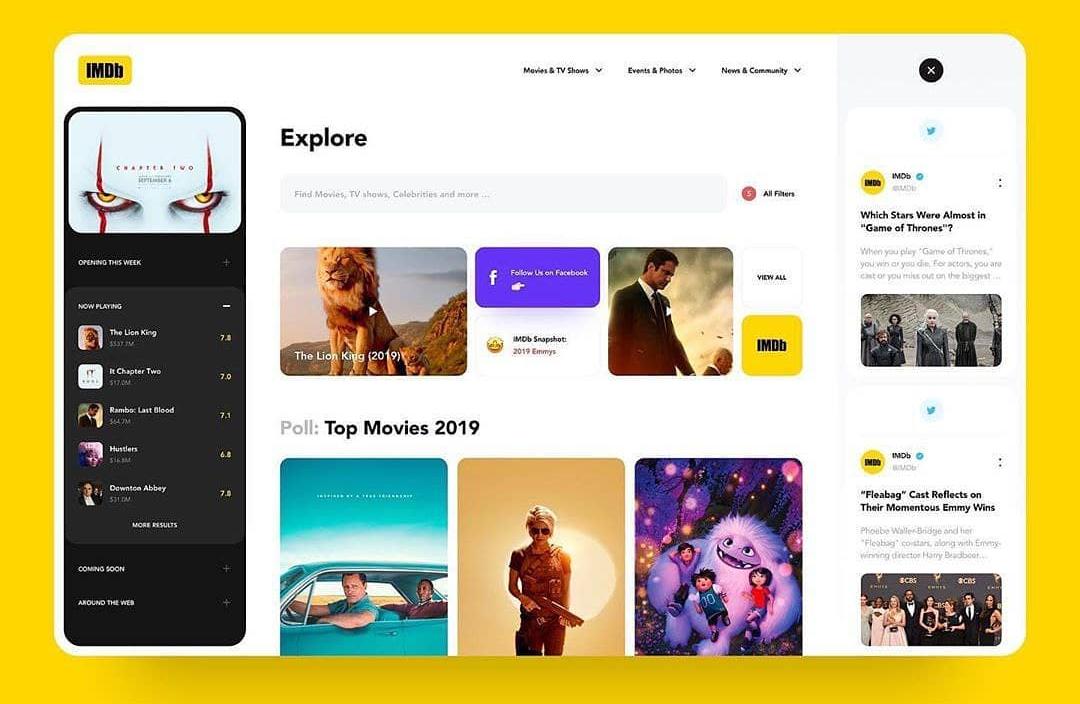 IMDb
Movies & TV Shows
Events & Photos
News & Community
CHAPTER TWO
SEPTEMBER 6
OPENING THIS WEEK
NOW PLAYING
The Lion King
$537.7M
7.8
It Chapter Two
$17.0M
7.0
Rambo: Last Blood
$64.7M
7.1
Hustlers
$16.8M
6.8
Downton Abbey
$31.0M
7.8
MORE RESULTS
COMING SOON
AROUND THE WEB
Explore
Find Movies, TV shows, Celebrities and more ...
5
All Filters
The Lion King (2019)
Follow Us on Facebook
IMDb Snapshot:
2019 Emmys
VIEW ALL
IMDb
Poll: Top Movies 2019
INSPIRED BY A TRUE FRIENDSHIP
IMDb
IMDb
@IMDb
Which Stars Were Almost in
"Game of Thrones"?
When you play "Game of Thrones,"
you win or you die. For actors, you are
cast or you miss out on the biggest ...
IMDb
IMDb
@IMDb
"Fleabag" Cast Reflects on
Their Momentous Emmy Wins
Phoebe Waller-Bridge and her
"Fleabag" co-stars, along with Emmy-
winning director Harry Bradbeer...
CBS
CBS
EMMYS